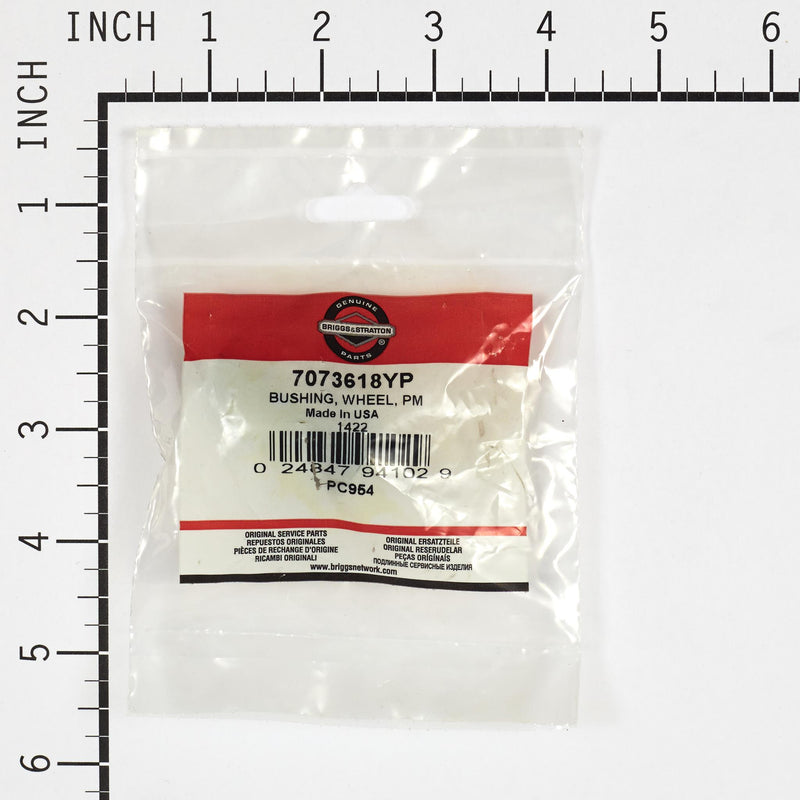 INCH 1 2 3 4 5 6
INCH
1
2
3
4
5
6
GENUINE
BRIGGS&STRATTON
®
PARTS
7073618YP
BUSHING, WHEEL, PM
Made In USA
1422
0 24847 94102 9
PC954
ORIGINAL SERVICE PARTS
REPUESTOS ORIGINALES
PIÈCES DE RECHANGE D'ORIGINE
RICAMBI ORIGINALI
ORIGINAL ERSATZTEILE
ORIGINAL RESERUDELAR
PEÇAS ORIGINAIS
ПОДЛИННЫЕ СЕРВИСНЫЕ ИЗДЕЛИЯ
www.briggsnetwork.com